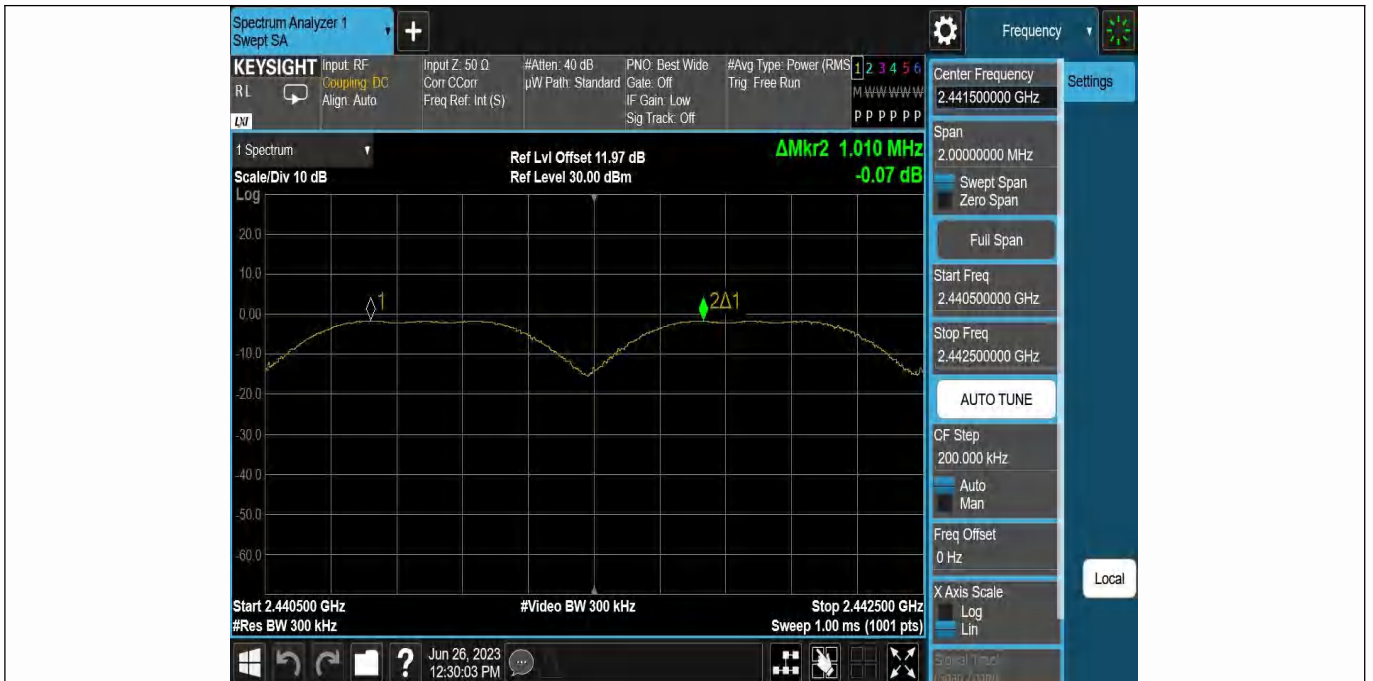 Spectrum Analyzer 1
Swept SA
+
Frequency
KEYSIGHT
RL
LXI
Input: RF
Coupling: DC
Align: Auto
Input Z: 50 Ω
Corr CCorr
Freq Ref: Int (S)
#Atten: 40 dB
µW Path: Standard
PNO: Best Wide
Gate: Off
IF Gain: Low
Sig Track: Off
#Avg Type: Power (RMS
Trig: Free Run
1 2 3 4 5 6
M W W W W W
P P P P P P
1 Spectrum
Scale/Div 10 dB
Log
Ref Lvl Offset 11.97 dB
Ref Level 30.00 dBm
ΔMkr2 1.010 MHz
-0.07 dB
20.0
10.0
0.00
-10.0
-20.0
-30.0
-40.0
-50.0
-60.0
1
2Δ1
Start 2.440500 GHz
#Res BW 300 kHz
#Video BW 300 kHz
Stop 2.442500 GHz
Sweep 1.00 ms (1001 pts)
?
Jun 26, 2023
12:30:03 PM
Center Frequency
2.441500000 GHz
Span
2.00000000 MHz
Swept Span
Zero Span
Full Span
Start Freq
2.440500000 GHz
Stop Freq
2.442500000 GHz
AUTO TUNE
CF Step
200.000 kHz
Auto
Man
Freq Offset
0 Hz
X Axis Scale
Log
Lin
Signal Track
(Span Zoom)
Settings
Local